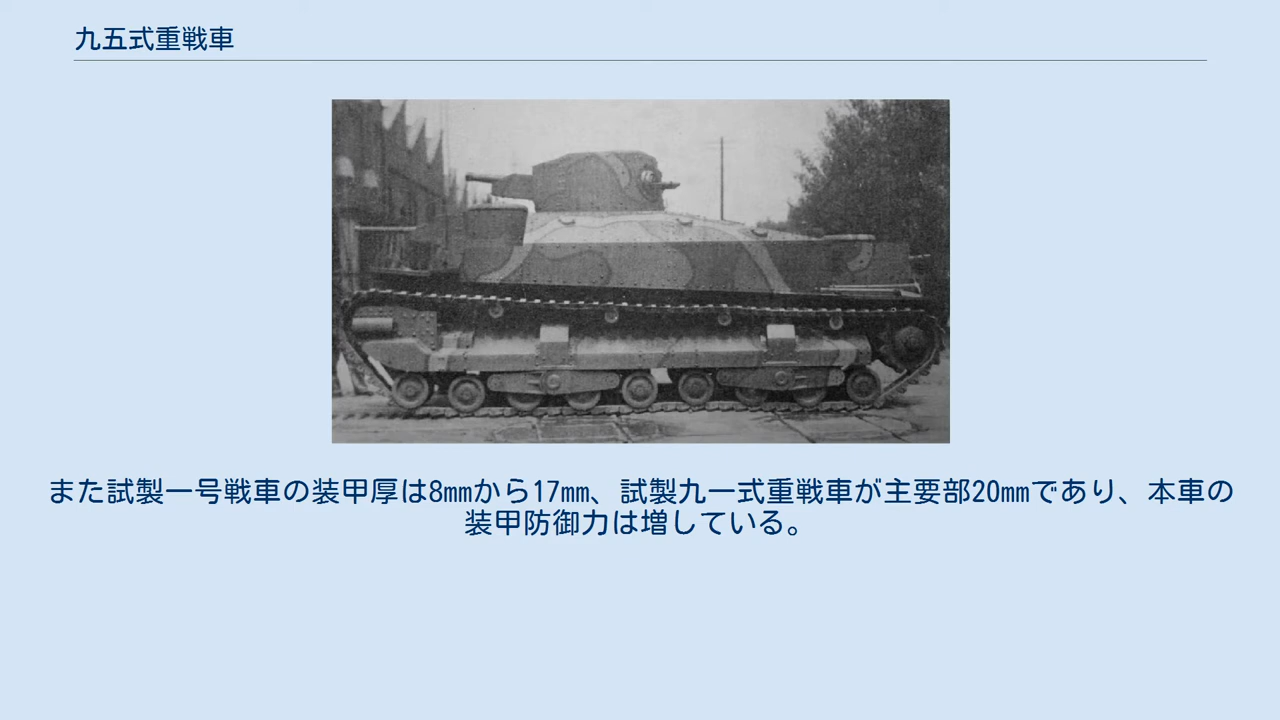 九五式重戦車
また試製一号戦車の装甲厚は8mmから17mm、試製九一式重戦車が主要部20mmであり、本車の
装甲防御力は増している。